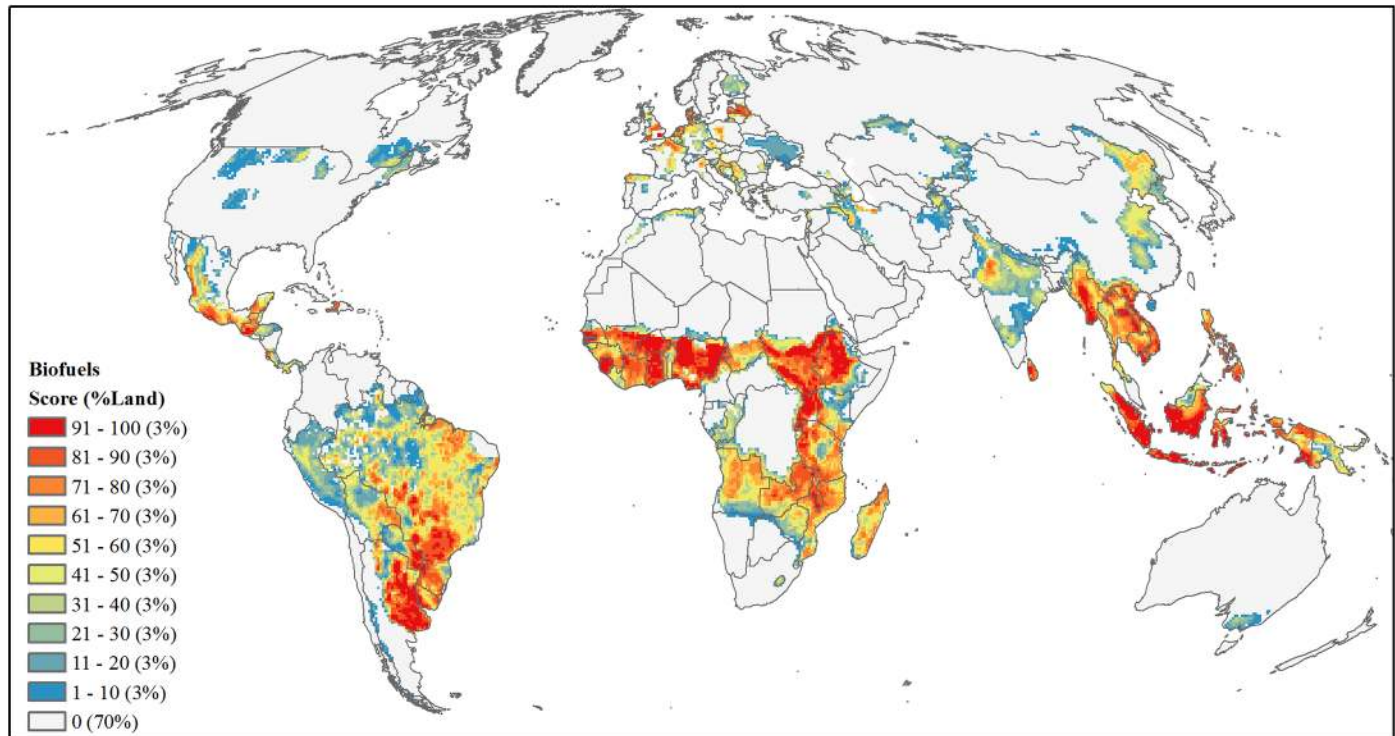 Biofuels
Score (%Land)
91 - 100 (3%)
81 - 90 (3%)
71 - 80 (3%)
61 - 70 (3%)
51 - 60 (3%)
41 - 50 (3%)
31 - 40 (3%)
21 - 30 (3%)
11 - 20 (3%)
1 - 10 (3%)
0 (70%)